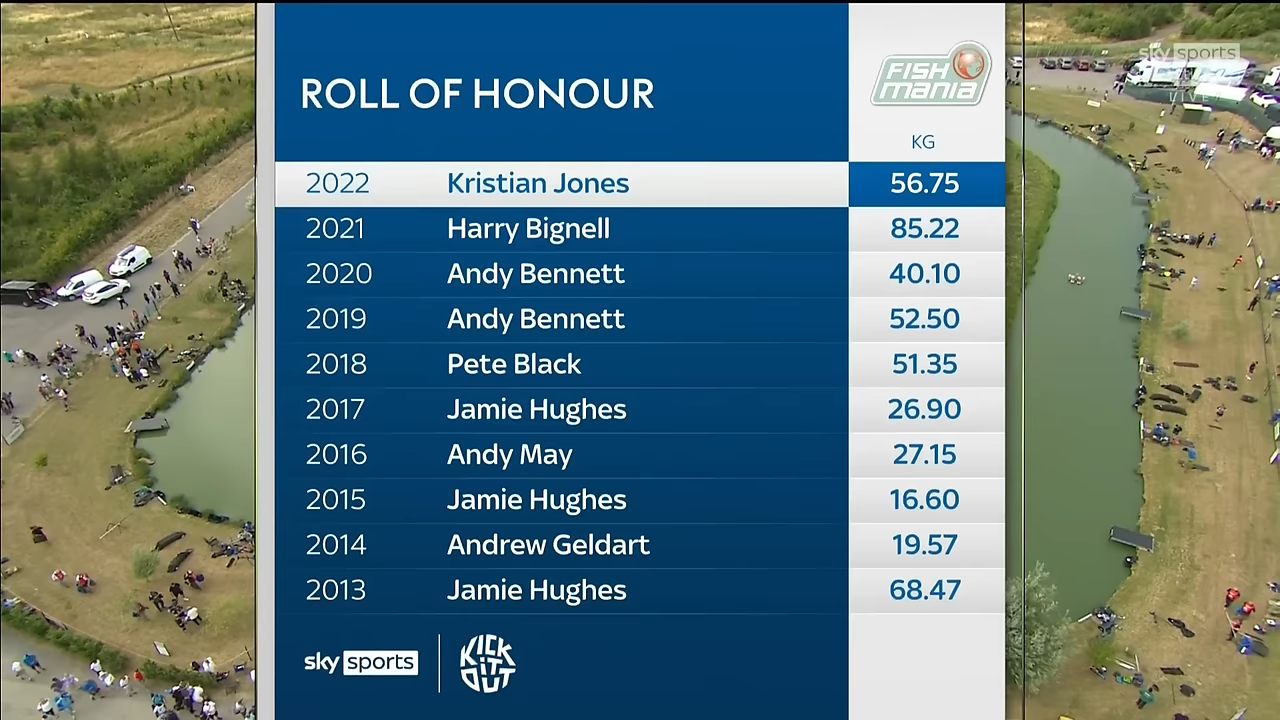 sky sports
LIVE
ROLL OF HONOUR
FISH
mania
KG
2022 Kristian Jones 56.75
2021 Harry Bignell 85.22
2020 Andy Bennett 40.10
2019 Andy Bennett 52.50
2018 Pete Black 51.35
2017 Jamie Hughes 26.90
2016 Andy May 27.15
2015 Jamie Hughes 16.60
2014 Andrew Geldart 19.57
2013 Jamie Hughes 68.47
sky sports
KICK
IT
OUT